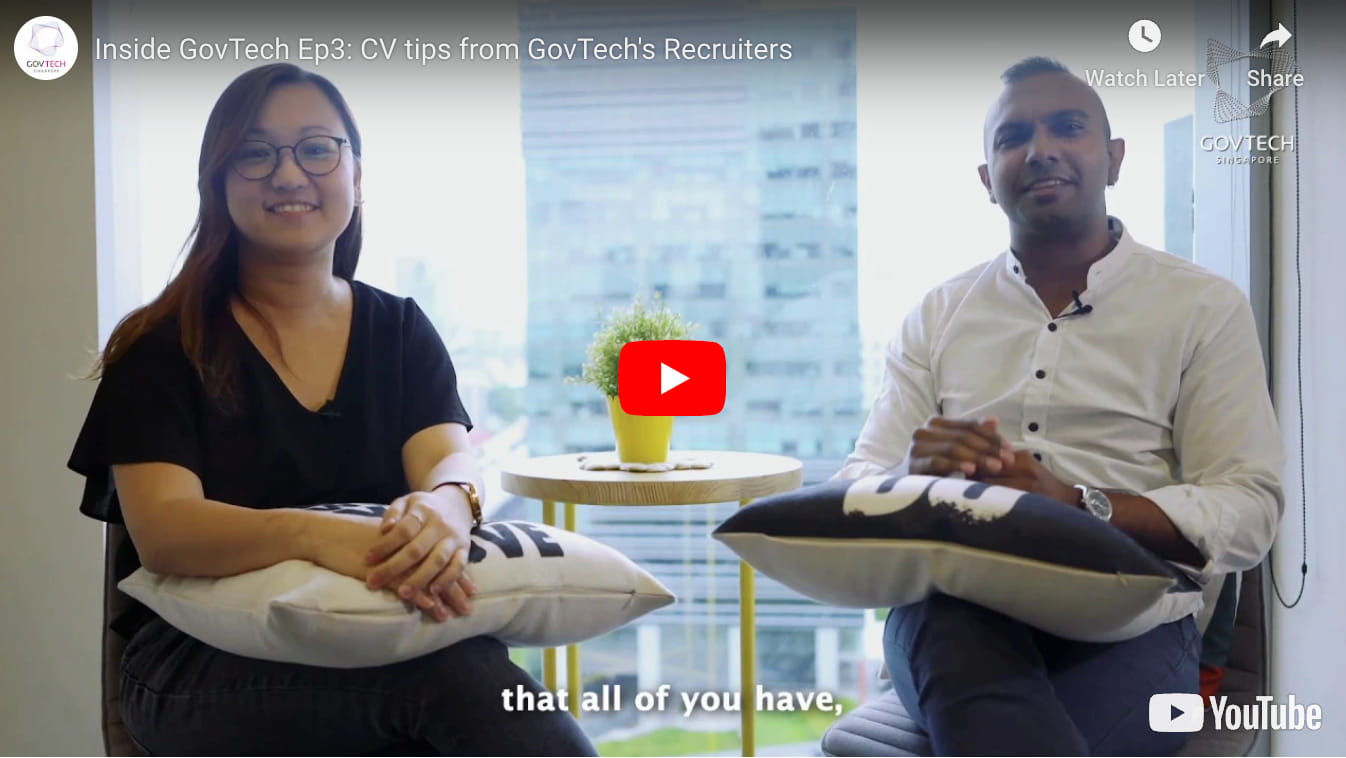 Inside GovTech Ep3: CV tips from GovTech's Recruiters
GOVTECH
SINGAPORE
Watch Later
Share
GOVTECH
SINGAPORE
that all of you have,
YouTube